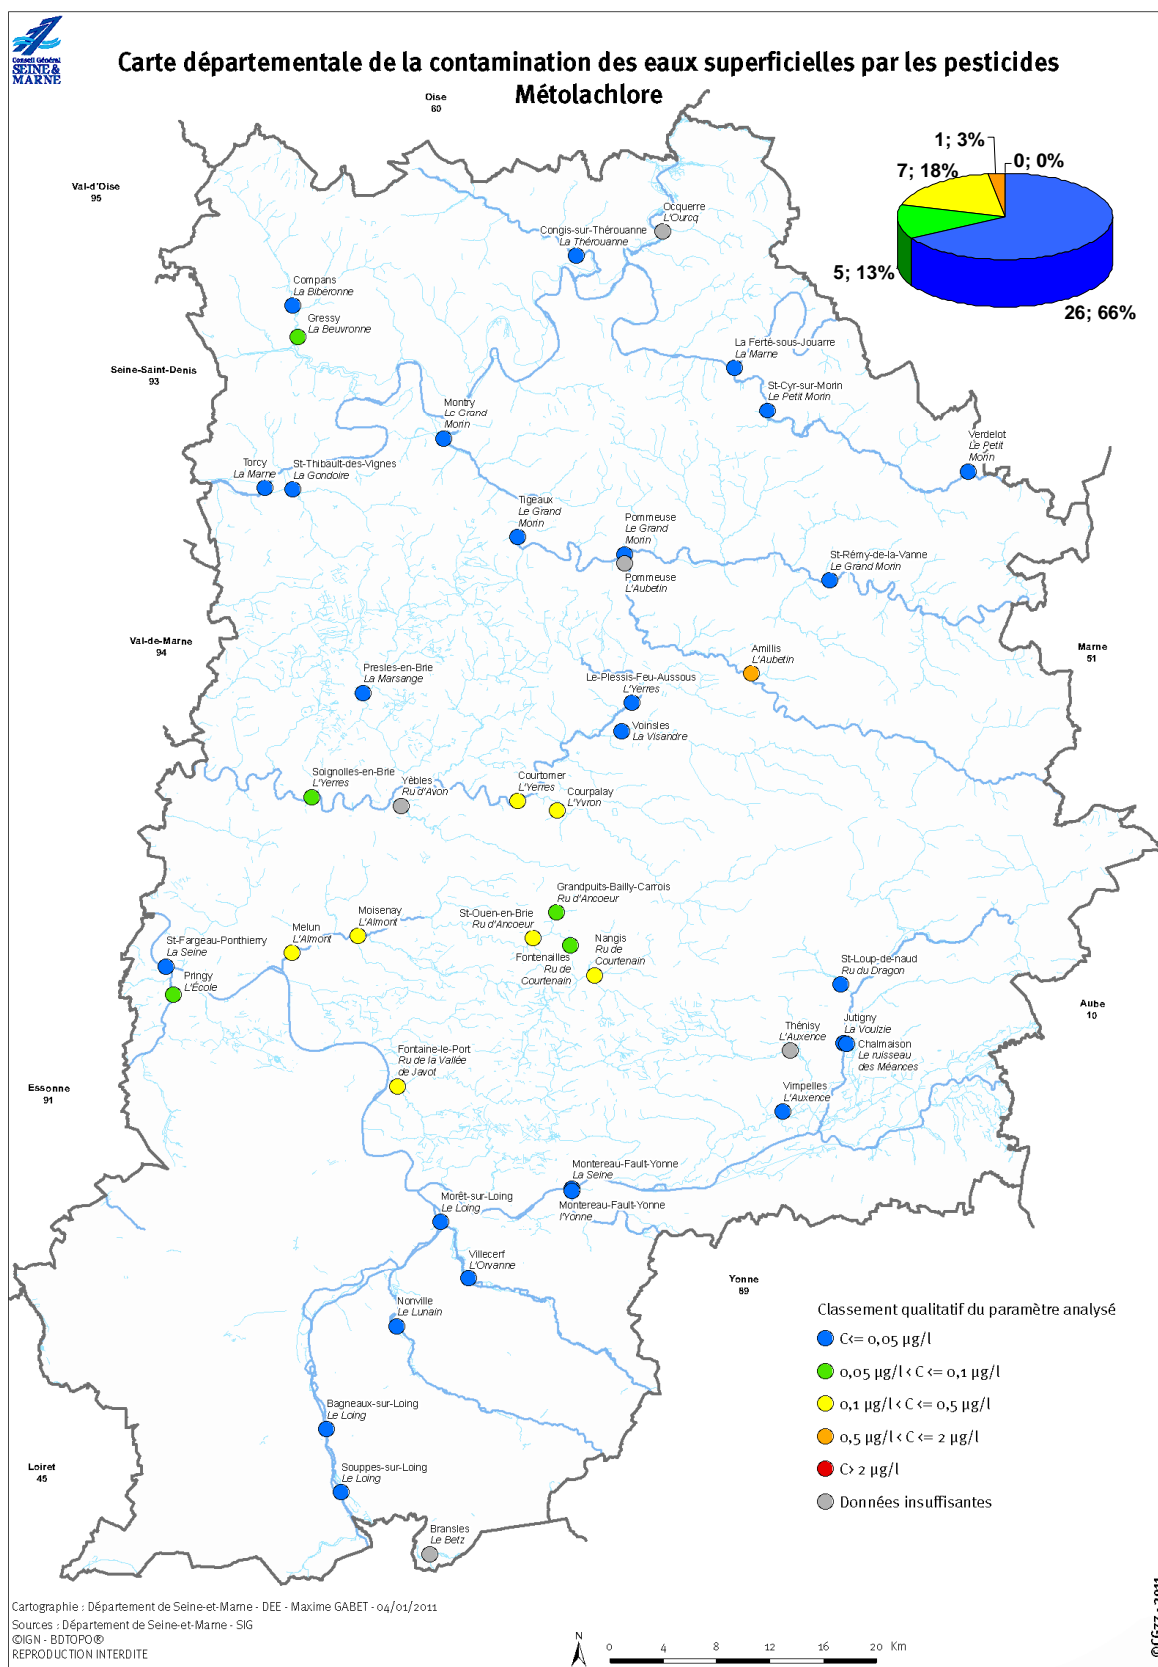 Conseil Général
SEINE &
MARNE
Carte départementale de la contamination des eaux superficielles par les pesticides
Métolachlore
Oise
60
1; 3%
0; 0%
7; 18%
5; 13%
26; 66%
Val-d'Oise
95
Ocquerre
L'Ourcq
Congis-sur-Thérouanne
La Thérouanne
Compans
La Biberonne
Gressy
La Beuvronne
La Ferté-sous-Jouarre
La Marne
Seine-Saint-Denis
93
St-Cyr-sur-Morin
Le Petit Morin
Montry
Le Grand
Morin
Verdelot
Le Petit
Morin
Torcy
La Marne
St-Thibault-des-Vignes
La Gondoire
Tigeaux
Le Grand
Morin
Pommeuse
Le Grand
Morin
St-Rémy-de-la-Vanne
Le Grand Morin
Pommeuse
L'Aubetin
Val-de-Marne
94
Marne
51
Amillis
L'Aubetin
Presles-en-Brie
La Marsange
Le-Plessis-Feu-Aussous
L'Yerres
Voinsles
La Visandre
Soignolles-en-Brie
L'Yerres
Yèbles
Ru d'Avon
Courtomer
L'Yerres
Courpalay
L'Yvron
Grandpuits-Bailly-Carrois
Ru d'Ancoeur
St-Ouen-en-Brie
Ru d'Ancoeur
Moisenay
L'Almont
Melun
L'Almont
St-Fargeau-Ponthierry
La Seine
Pringy
L'École
Fontenailles
Ru de
Courtenain
Nangis
Ru de
Courtenain
St-Loup-de-naud
Ru du Dragon
Aube
10
Jutigny
La Voulzie
Thénisy
L'Auxence
Chalmaison
Le ruisseau
des Méances
Fontaine-le-Port
Ru de la Vallée
de Javot
Essonne
91
Vimpelles
L'Auxence
Montereau-Fault-Yonne
La Seine
Montereau-Fault-Yonne
l'Yonne
Morêt-sur-Loing
Le Loing
Villecerf
L'Orvanne
Yonne
89
Nonville
Le Lunain
Classement qualitatif du paramètre analysé
C<= 0,05 µg/l
0,05 µg/l < C <= 0,1 µg/l
0,1 µg/l < C <= 0,5 µg/l
0,5 µg/l < C <= 2 µg/l
C> 2 µg/l
Données insuffisantes
Bagneaux-sur-Loing
Le Loing
Loiret
45
Souppes-sur-Loing
Le Loing
Bransles
Le Betz
Cartographie : Département de Seine-et-Marne - DEE - Maxime GABET - 04/01/2011
Sources : Département de Seine-et-Marne - SIG
©IGN - BDTOPO®
REPRODUCTION INTERDITE
N
0 4 8 12 16 20 Km
©CG77 - 2011